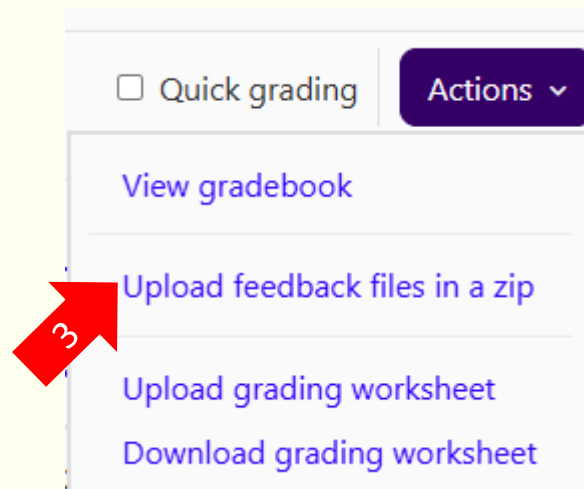 Quick grading Actions
View gradebook
Upload feedback files in a zip
3
Upload grading worksheet
Download grading worksheet